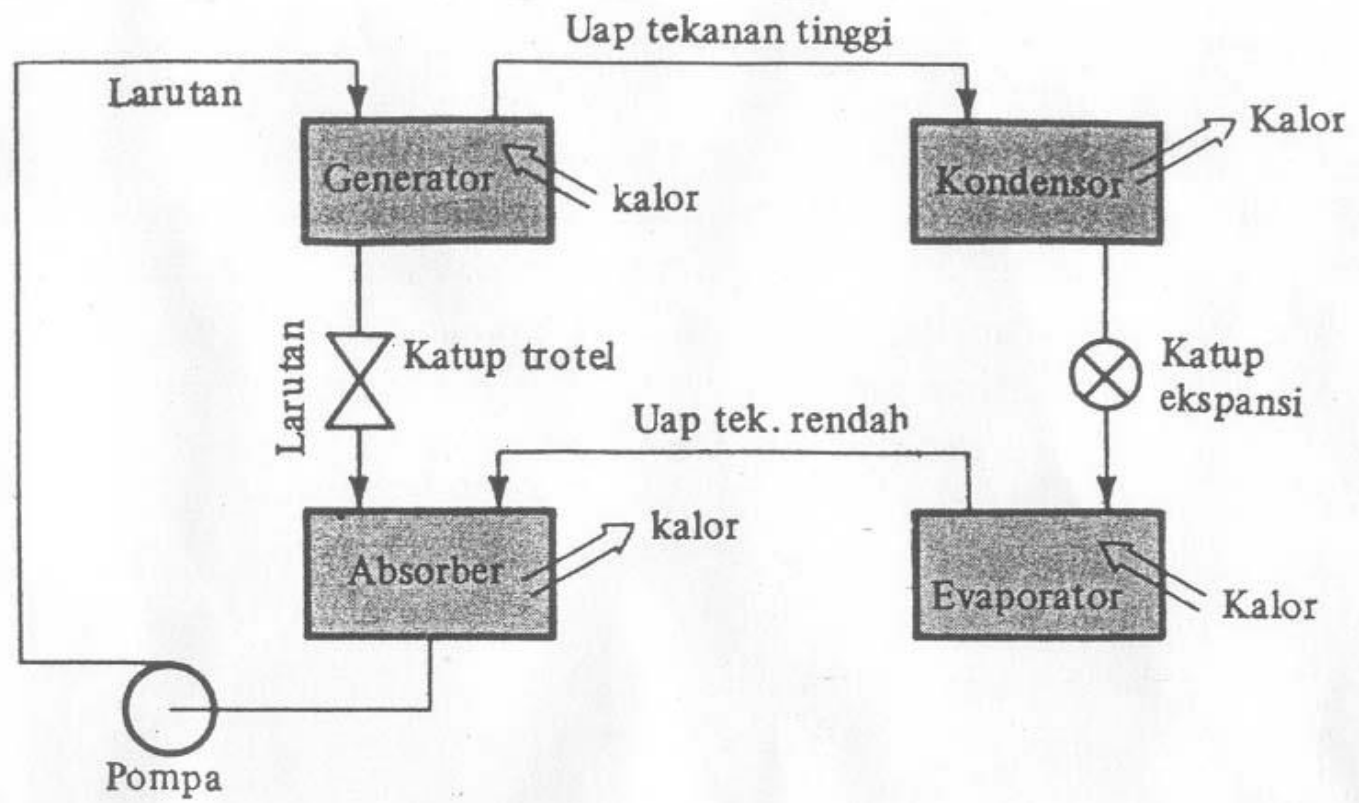 Uap tekanan tinggi
Larutan
Kalor
Generator
kalor
Kondensor
Larutan
Katup trotel
Katup
ekspansi
Uap tek. rendah
kalor
Absorber
Evaporator
Kalor
Pompa